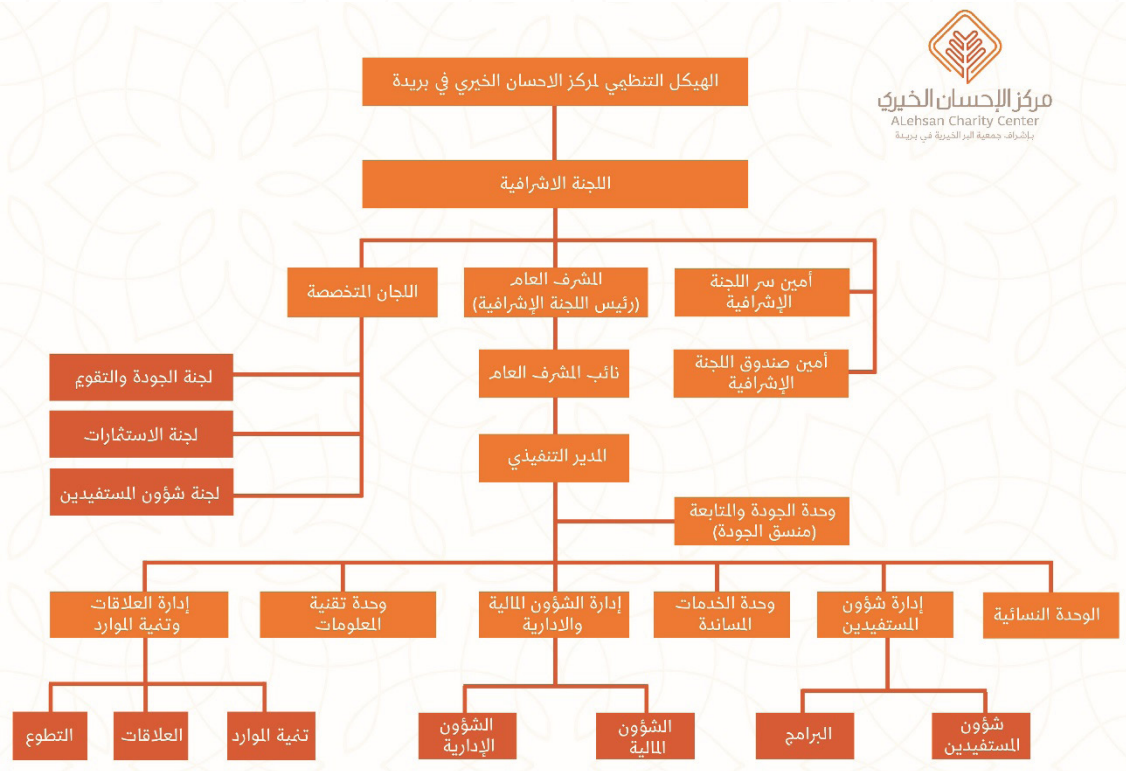 مركز الإحسان الخيري
ALehsan Charity Center
بإشراف جمعية البر الخيرية في بريدة
الهيكل التنظيمي لمركز الاحسان الخيري في بريدة
اللجنة الاشرافية
أمين سر اللجنة
الإشرافية
المشرف العام
(رئيس اللجنة الإشرافية)
اللجان المتخصصة
أمين صندوق اللجنة
الإشرافية
نائب المشرف العام
لجنة الجودة والتقويم
لجنة الاستثمارات
لجنة شؤون المستفيدين
المدير التنفيذي
وحدة الجودة والمتابعة
(منسق الجودة)
الوحدة النسائية
إدارة شؤون
المستفيدين
وحدة الخدمات
المساندة
إدارة الشؤون المالية
والادارية
وحدة تقنية
المعلومات
إدارة العلاقات
وتنمية الموارد
شؤون
المستفيدين
البرامج
الشؤون
المالية
الشؤون
الإدارية
تنمية الموارد
العلاقات
التطوع